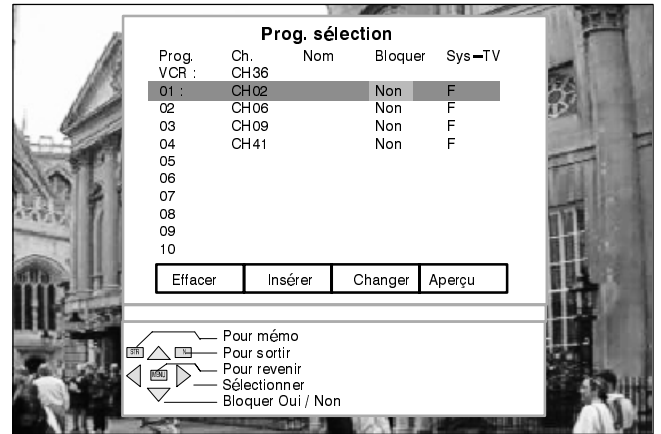 Prog. sélection
Prog. Ch. Nom Bloquer Sys–TV
VCR : CH36
01 : CH02 Non F
02 CH06 Non F
03 CH09 Non F
04 CH41 Non F
05
06
07
08
09
10
Effacer Insérer Changer Aperçu
Pour mémo
STR N Pour sortir
MENU Pour revenir
Sélectionner
Bloquer Oui / Non